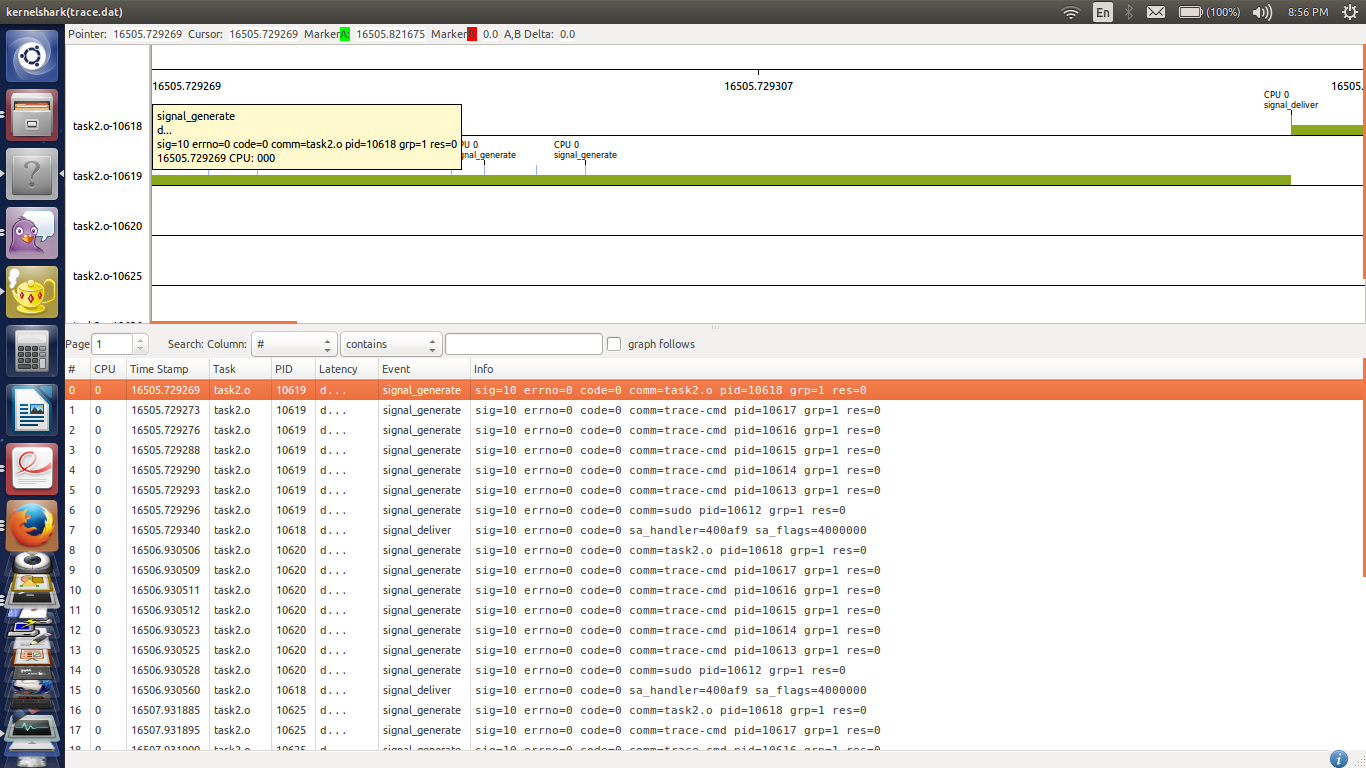 kernelshark(trace.dat)
En (100%) 8:56 PM
Pointer: 16505.729269 Cursor: 16505.729269 Marker A: 16505.821675 Marker B: 0.0 A,B Delta: 0.0
16505.729269 16505.729307 16505.
CPU 0
signal_deliver
task2.o-10618
signal_generate
d...
sig=10 errno=0 code=0 comm=task2.o pid=10618 grp=1 res=0
16505.729269 CPU: 000
PU 0 CPU 0
signal_generate signal_generate
task2.o-10619
task2.o-10620
task2.o-10625
Page 1 Search: Column: # contains graph follows
# CPU Time Stamp Task PID Latency Event Info
0 0 16505.729269 task2.o 10619 d... signal_generate sig=10 errno=0 code=0 comm=task2.o pid=10618 grp=1 res=0
1 0 16505.729273 task2.o 10619 d... signal_generate sig=10 errno=0 code=0 comm=trace-cmd pid=10617 grp=1 res=0
2 0 16505.729276 task2.o 10619 d... signal_generate sig=10 errno=0 code=0 comm=trace-cmd pid=10616 grp=1 res=0
3 0 16505.729288 task2.o 10619 d... signal_generate sig=10 errno=0 code=0 comm=trace-cmd pid=10615 grp=1 res=0
4 0 16505.729290 task2.o 10619 d... signal_generate sig=10 errno=0 code=0 comm=trace-cmd pid=10614 grp=1 res=0
5 0 16505.729293 task2.o 10619 d... signal_generate sig=10 errno=0 code=0 comm=trace-cmd pid=10613 grp=1 res=0
6 0 16505.729296 task2.o 10619 d... signal_generate sig=10 errno=0 code=0 comm=sudo pid=10612 grp=1 res=0
7 0 16505.729340 task2.o 10618 d... signal_deliver sig=10 errno=0 code=0 sa_handler=400af9 sa_flags=4000000
8 0 16506.930506 task2.o 10620 d... signal_generate sig=10 errno=0 code=0 comm=task2.o pid=10618 grp=1 res=0
9 0 16506.930509 task2.o 10620 d... signal_generate sig=10 errno=0 code=0 comm=trace-cmd pid=10617 grp=1 res=0
10 0 16506.930511 task2.o 10620 d... signal_generate sig=10 errno=0 code=0 comm=trace-cmd pid=10616 grp=1 res=0
11 0 16506.930512 task2.o 10620 d... signal_generate sig=10 errno=0 code=0 comm=trace-cmd pid=10615 grp=1 res=0
12 0 16506.930523 task2.o 10620 d... signal_generate sig=10 errno=0 code=0 comm=trace-cmd pid=10614 grp=1 res=0
13 0 16506.930525 task2.o 10620 d... signal_generate sig=10 errno=0 code=0 comm=trace-cmd pid=10613 grp=1 res=0
14 0 16506.930528 task2.o 10620 d... signal_generate sig=10 errno=0 code=0 comm=sudo pid=10612 grp=1 res=0
15 0 16506.930560 task2.o 10618 d... signal_deliver sig=10 errno=0 code=0 sa_handler=400af9 sa_flags=4000000
16 0 16507.931885 task2.o 10625 d... signal_generate sig=10 errno=0 code=0 comm=task2.o pid=10618 grp=1 res=0
17 0 16507.931895 task2.o 10625 d... signal_generate sig=10 errno=0 code=0 comm=trace-cmd pid=10617 grp=1 res=0
18 0 16507.931900 task2.o 10625 d... signal_generate sig=10 errno=0 code=0 comm=trace-cmd pid=10616 grp=1 res=0